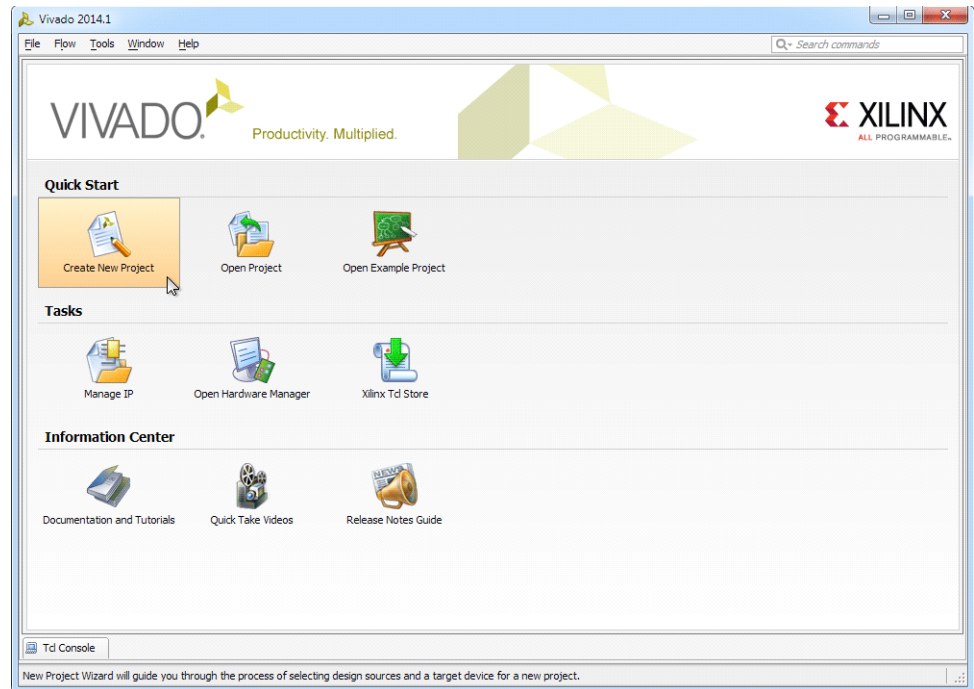 Vivado 2014.1
File Flow Tools Window Help
Search commands
VIVADO.
Productivity. Multiplied.
XILINX
ALL PROGRAMMABLE™
Quick Start
Create New Project
Open Project
Open Example Project
Tasks
Manage IP
Open Hardware Manager
Xilinx Tcl Store
Information Center
NEWS
Documentation and Tutorials
Quick Take Videos
Release Notes Guide
Tcl Console
New Project Wizard will guide you through the process of selecting design sources and a target device for a new project.